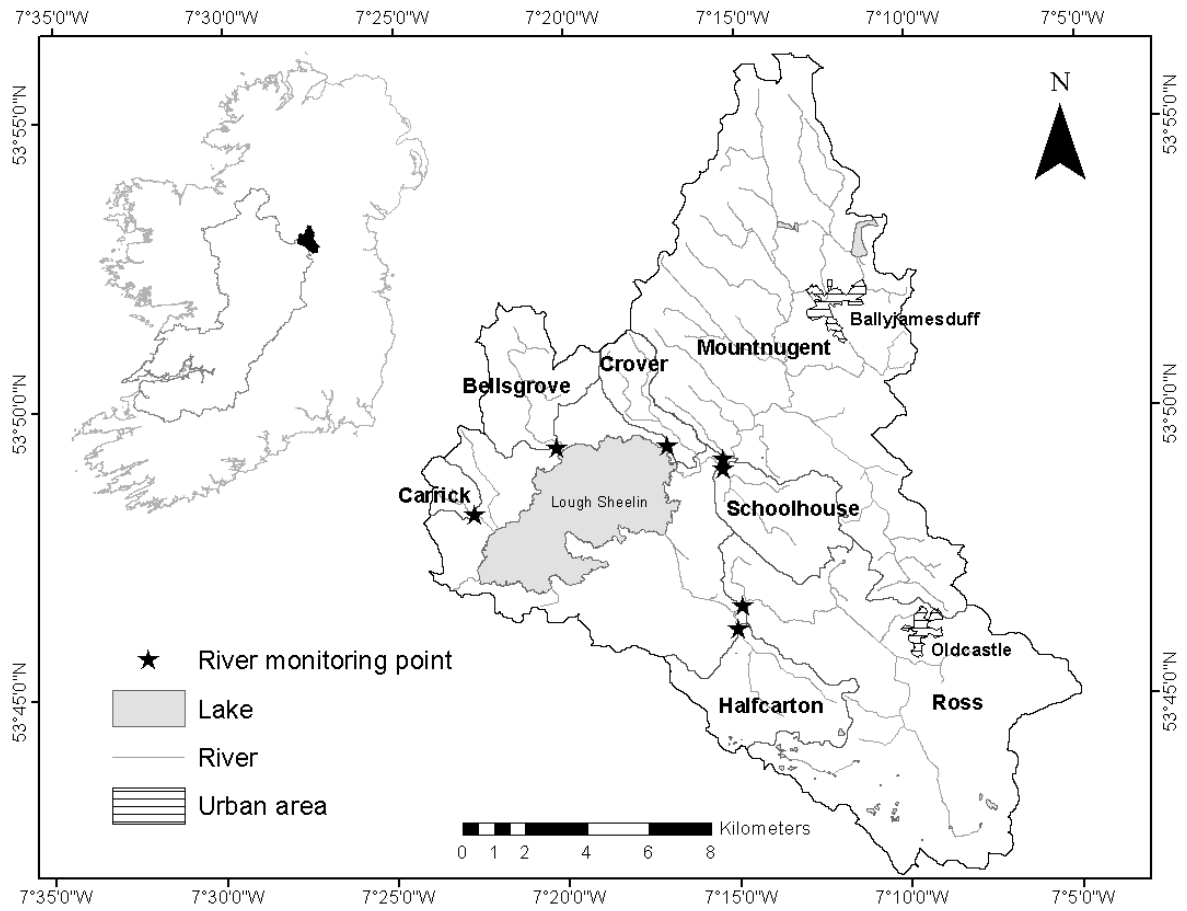 7°35'0"W 7°30'0"W 7°25'0"W 7°20'0"W 7°15'0"W 7°10'0"W 7°5'0"W
N
53°55'0"N 53°55'0"N
Ballyjamesduff
Mountnugent
Crover
Bellsgrove
53°50'0"N 53°50'0"N
Carrick
Lough Sheelin
Schoolhouse
Oldcastle
River monitoring point
53°45'0"N 53°45'0"N
Halfcarton
Ross
Lake
River
Urban area
Kilometers
0 1 2 4 6 8
7°35'0"W 7°30'0"W 7°25'0"W 7°20'0"W 7°15'0"W 7°10'0"W 7°5'0"W